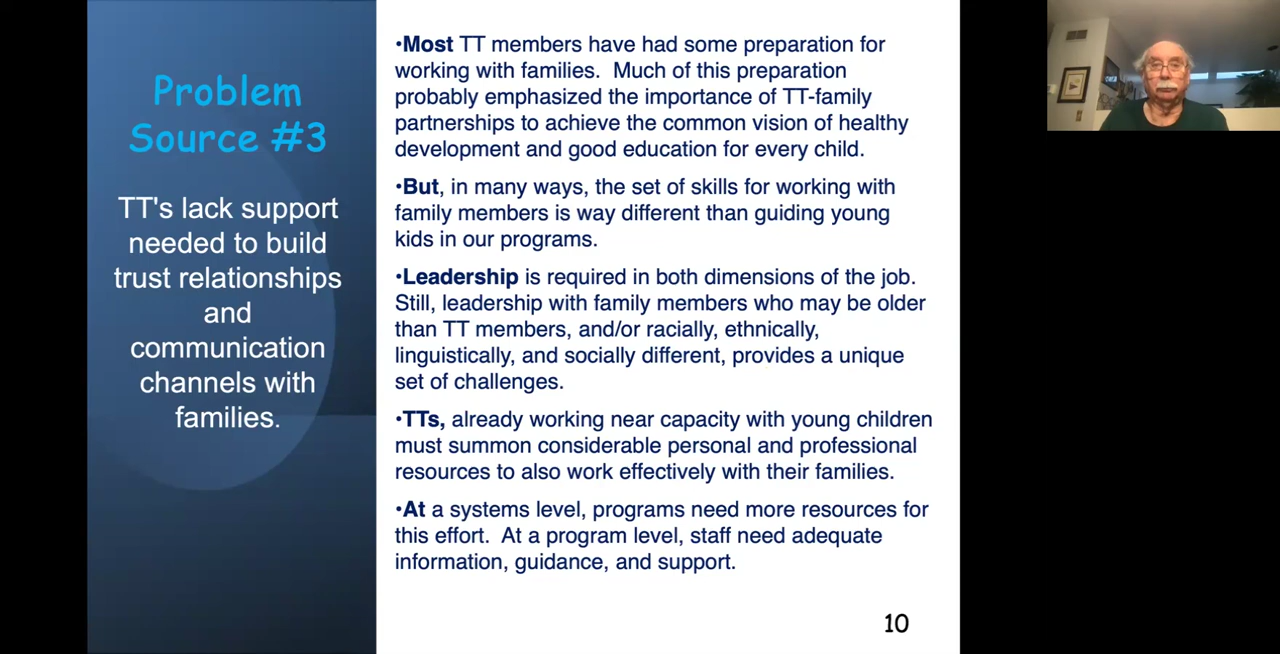 Problem
Source #3
TT's lack support
needed to build
trust relationships
and
communication
channels with
families.
•Most TT members have had some preparation for
working with families.  Much of this preparation
probably emphasized the importance of TT-family
partnerships to achieve the common vision of healthy
development and good education for every child.
•But, in many ways, the set of skills for working with
family members is way different than guiding young
kids in our programs.
•Leadership is required in both dimensions of the job.
Still, leadership with family members who may be older
than TT members, and/or racially, ethnically,
linguistically, and socially different, provides a unique
set of challenges.
•TTs, already working near capacity with young children
must summon considerable personal and professional
resources to also work effectively with their families.
•At a systems level, programs need more resources for
this effort.  At a program level, staff need adequate
information, guidance, and support.
10